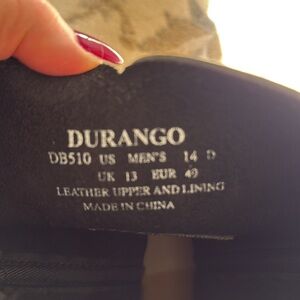 DURANGO
DB510 US MEN'S 14 D
UK 13 EUR 49
LEATHER UPPER AND LINING
MADE IN CHINA